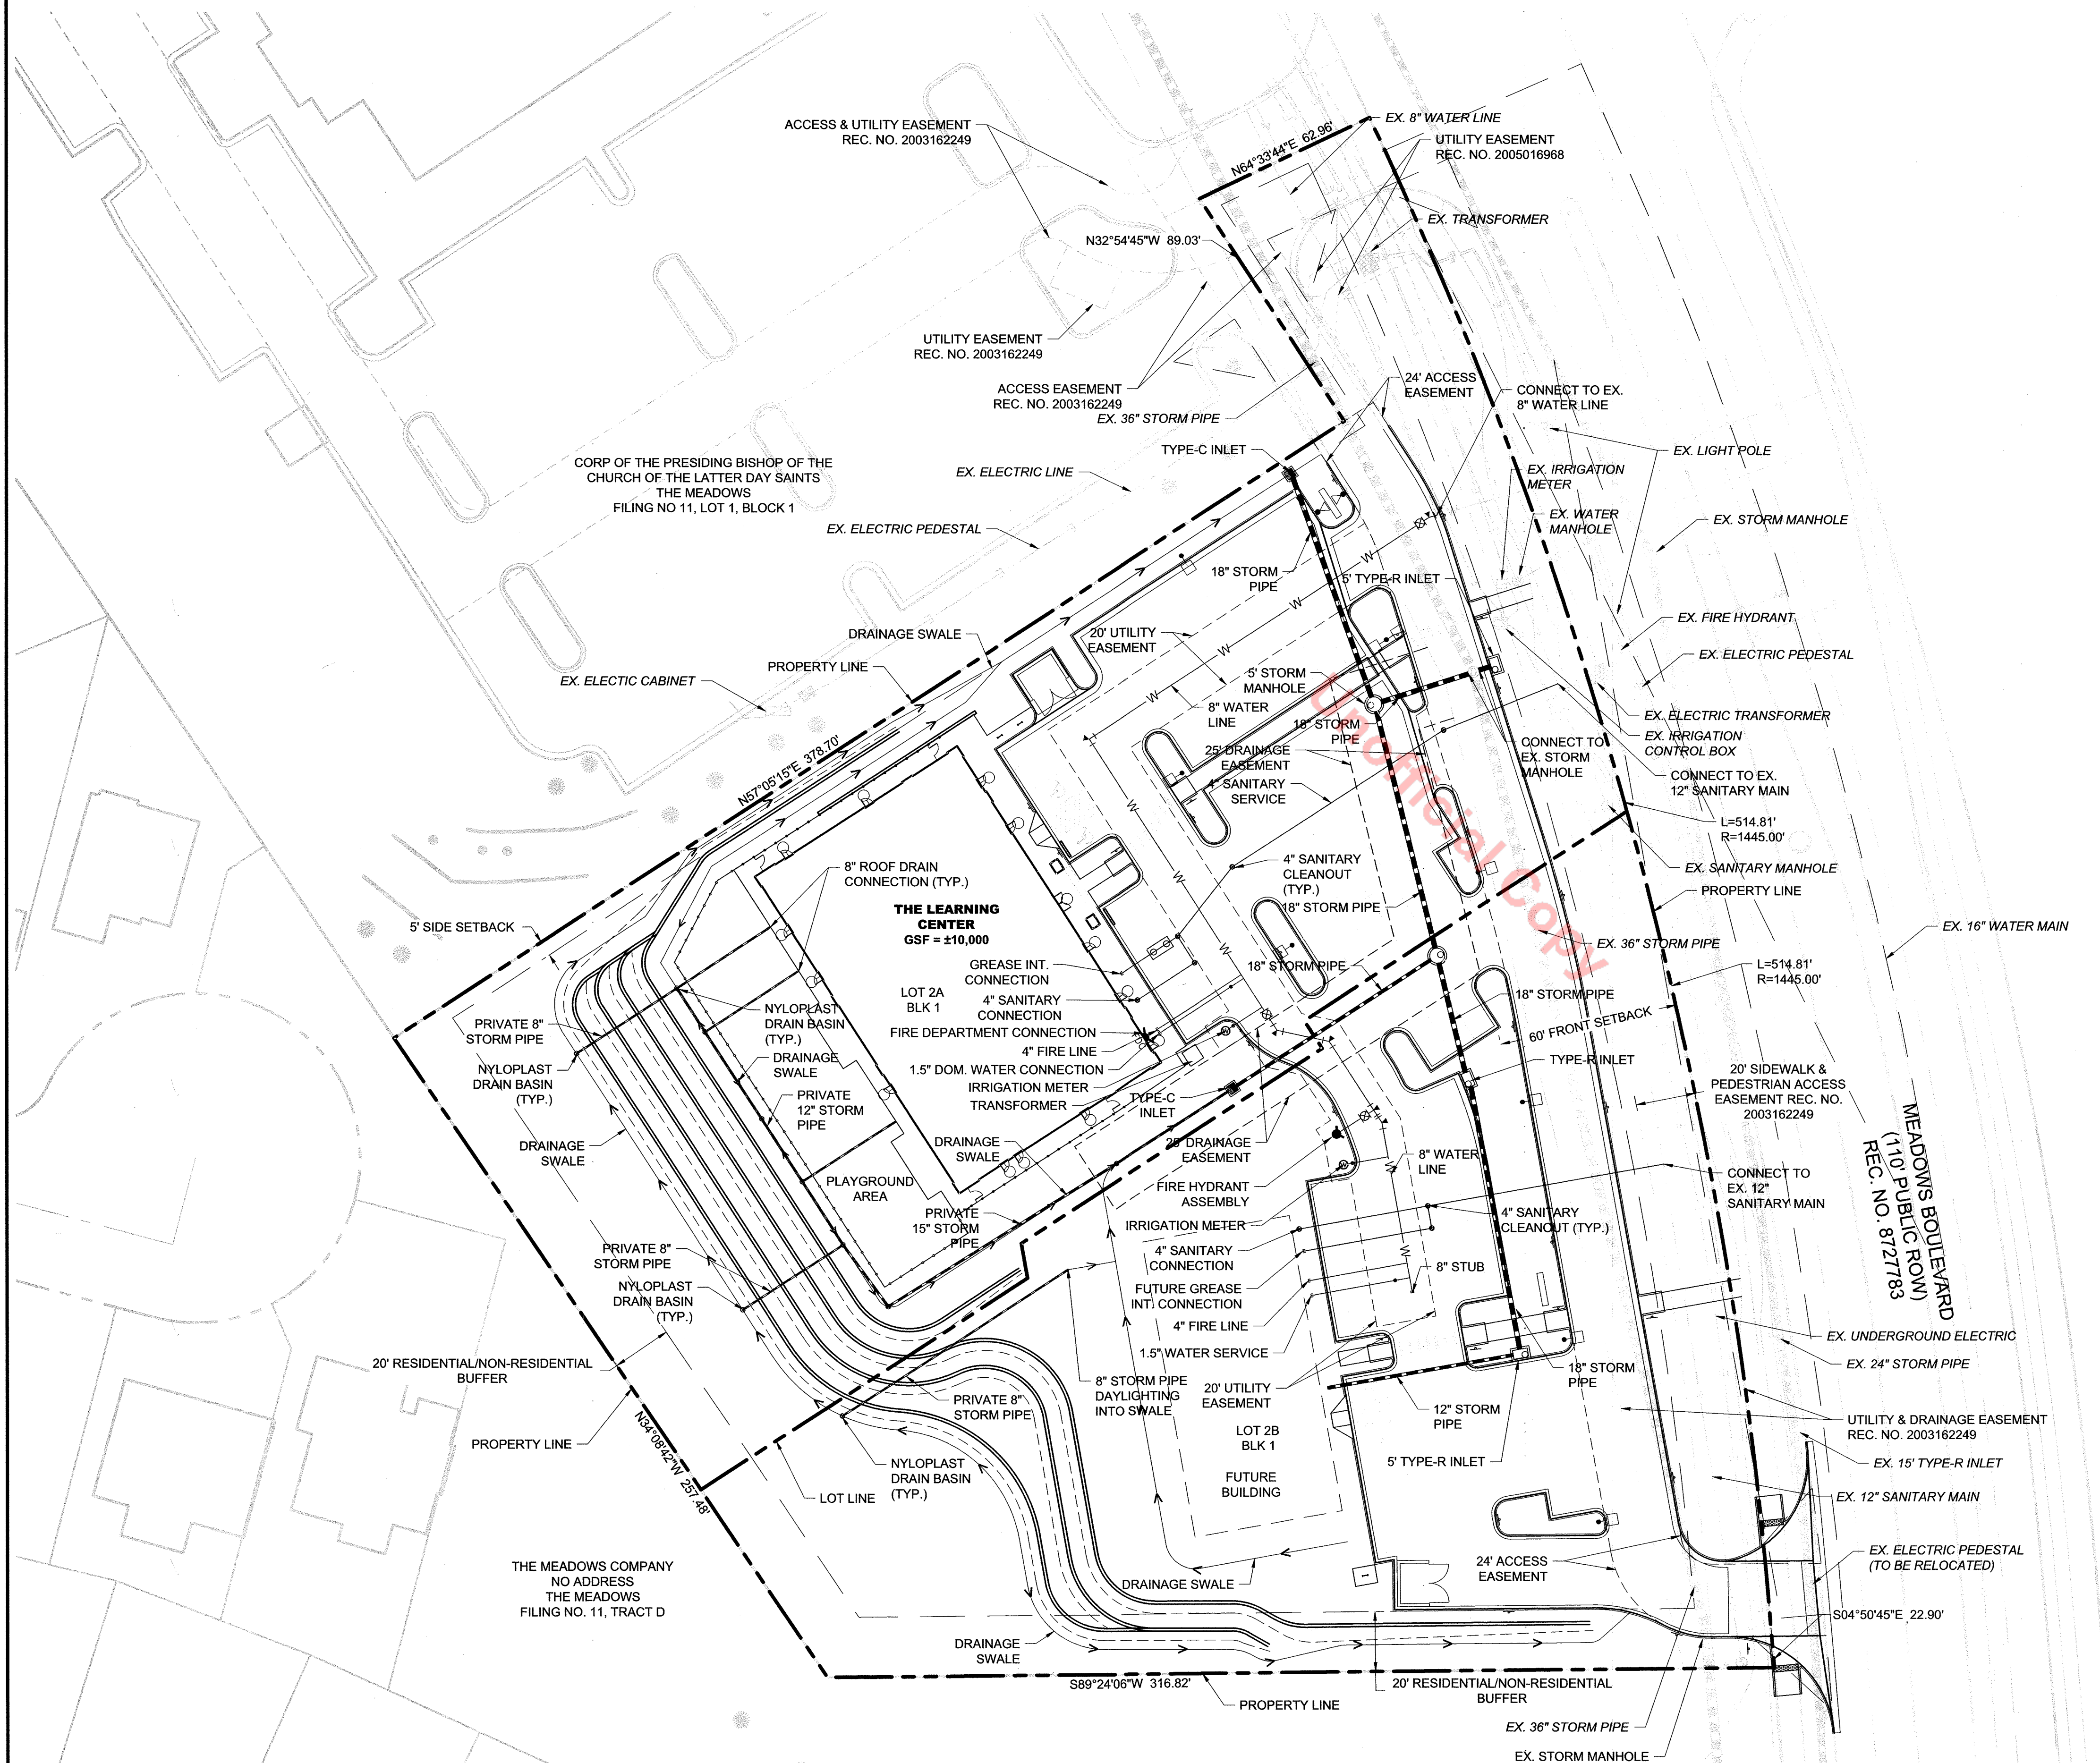 ACCESS & UTILITY EASEMENT
REC. NO. 2003162249
N64°33'44"E 62.96'
EX. 8" WATER LINE
UTILITY EASEMENT
REC. NO. 2005016968
EX. TRANSFORMER
N32°54'45"W 89.03'
UTILITY EASEMENT
REC. NO. 2003162249
ACCESS EASEMENT
REC. NO. 2003162249
EX. 36" STORM PIPE
24' ACCESS
EASEMENT
CONNECT TO EX.
8" WATER LINE
TYPE-C INLET
EX. LIGHT POLE
CORP OF THE PRESIDING BISHOP OF THE
CHURCH OF THE LATTER DAY SAINTS
THE MEADOWS
FILING NO 11, LOT 1, BLOCK 1
EX. ELECTRIC LINE
EX. IRRIGATION
METER
EX. WATER
MANHOLE
EX. STORM MANHOLE
EX. ELECTRIC PEDESTAL
18" STORM
PIPE
5' TYPE-R INLET
W
W
W
W
EX. FIRE HYDRANT
DRAINAGE SWALE
20' UTILITY
EASEMENT
EX. ELECTRIC PEDESTAL
PROPERTY LINE
EX. ELECTIC CABINET
5' STORM
MANHOLE
8" WATER
LINE
18" STORM
PIPE
EX. ELECTRIC TRANSFORMER
EX. IRRIGATION
CONTROL BOX
N57°05'15"E 378.70'
25' DRAINAGE
EASEMENT
CONNECT TO
EX. STORM
MANHOLE
CONNECT TO EX.
12" SANITARY MAIN
4" SANITARY
SERVICE
Unofficial Copy
L=514.81'
R=1445.00'
W
W
W
8" ROOF DRAIN
CONNECTION (TYP.)
4" SANITARY
CLEANOUT
(TYP.)
EX. SANITARY MANHOLE
PROPERTY LINE
THE LEARNING
CENTER
GSF = ±10,000
18" STORM PIPE
5' SIDE SETBACK
EX. 16" WATER MAIN
EX. 36" STORM PIPE
GREASE INT.
CONNECTION
18" STORM PIPE
L=514.81'
R=1445.00'
LOT 2A
BLK 1
4" SANITARY
CONNECTION
18" STORM PIPE
NYLOPLAST
DRAIN BASIN
(TYP.)
PRIVATE 8"
STORM PIPE
FIRE DEPARTMENT CONNECTION
60' FRONT SETBACK
4" FIRE LINE
DRAINAGE
SWALE
1.5" DOM. WATER CONNECTION
TYPE-R INLET
NYLOPLAST
DRAIN BASIN
(TYP.)
IRRIGATION METER
TRANSFORMER
TYPE-C
INLET
20' SIDEWALK &
PEDESTRIAN ACCESS
EASEMENT REC. NO.
2003162249
PRIVATE
12" STORM
PIPE
MEADOWS BOULEVARD
(110' PUBLIC ROW)
REC. NO. 8727783
DRAINAGE
SWALE
DRAINAGE
SWALE
25' DRAINAGE
EASEMENT
W
W
8" WATER
LINE
PLAYGROUND
AREA
FIRE HYDRANT
ASSEMBLY
CONNECT TO
EX. 12"
SANITARY MAIN
PRIVATE
15" STORM
PIPE
IRRIGATION METER
4" SANITARY
CLEANOUT (TYP.)
PRIVATE 8"
STORM PIPE
4" SANITARY
CONNECTION
8" STUB
NYLOPLAST
DRAIN BASIN
(TYP.)
FUTURE GREASE
INT. CONNECTION
4" FIRE LINE
EX. UNDERGROUND ELECTRIC
1.5" WATER SERVICE
EX. 24" STORM PIPE
20' RESIDENTIAL/NON-RESIDENTIAL
BUFFER
18" STORM
PIPE
8" STORM PIPE
DAYLIGHTING
INTO SWALE
PRIVATE 8"
STORM PIPE
20' UTILITY
EASEMENT
12" STORM
PIPE
UTILITY & DRAINAGE EASEMENT
REC. NO. 2003162249
N34°08'42"W 257.48'
PROPERTY LINE
LOT 2B
BLK 1
5' TYPE-R INLET
EX. 15' TYPE-R INLET
NYLOPLAST
DRAIN BASIN
(TYP.)
LOT LINE
FUTURE
BUILDING
EX. 12" SANITARY MAIN
EX. ELECTRIC PEDESTAL
(TO BE RELOCATED)
THE MEADOWS COMPANY
NO ADDRESS
THE MEADOWS
FILING NO. 11, TRACT D
24' ACCESS
EASEMENT
DRAINAGE SWALE
S04°50'45"E 22.90'
DRAINAGE
SWALE
S89°24'06"W 316.82'
PROPERTY LINE
20' RESIDENTIAL/NON-RESIDENTIAL
BUFFER
EX. 36" STORM PIPE
EX. STORM MANHOLE